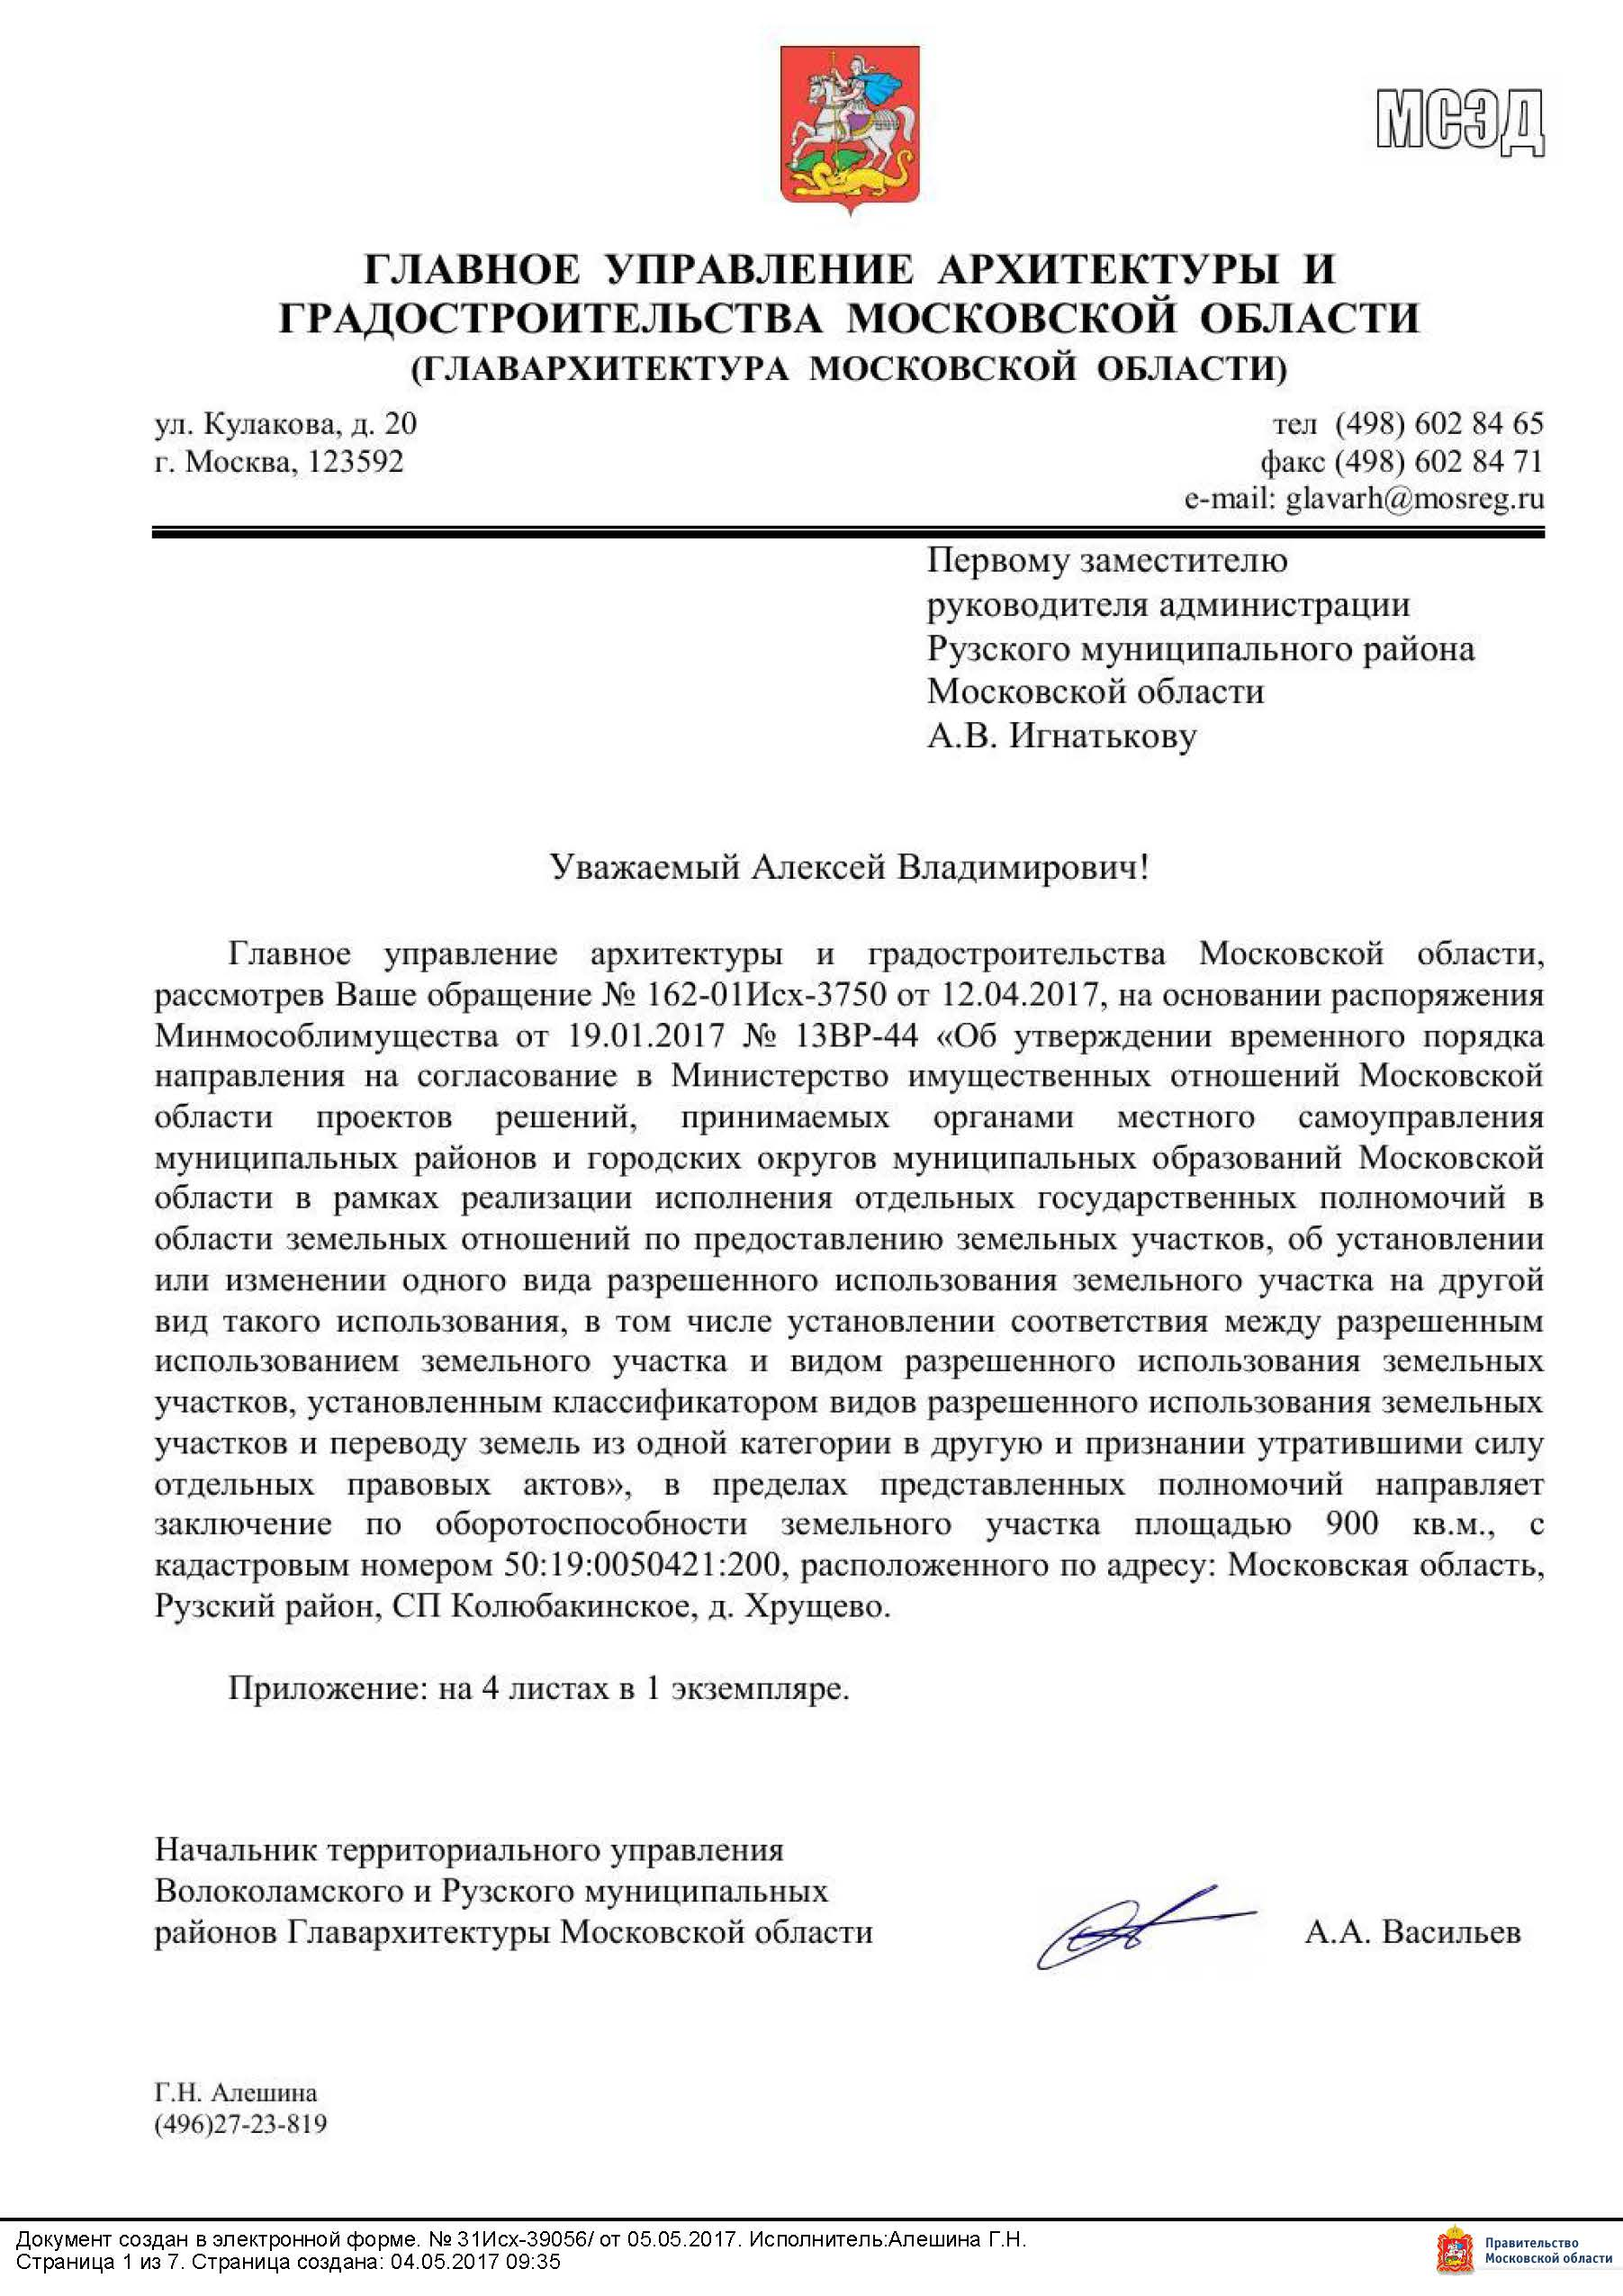 МСЭД
ГЛАВНОЕ УПРАВЛЕНИЕ АРХИТЕКТУРЫ И
ГРАДОСТРОИТЕЛЬСТВА МОСКОВСКОЙ ОБЛАСТИ
(ГЛАВАРХИТЕКТУРА МОСКОВСКОЙ ОБЛАСТИ)
ул. Кулакова, д. 20
г. Москва, 123592
тел (498) 602 84 65
факс (498) 602 84 71
e-mail: glavarh@mosreg.ru
Первому заместителю
руководителя администрации
Рузского муниципального района
Московской области
А.В. Игнатькову
Уважаемый Алексей Владимирович!
Главное управление архитектуры и градостроительства Московской области,
рассмотрев Ваше обращение № 162-01Исх-3750 от 12.04.2017, на основании распоряжения
Минмособлимущества от 19.01.2017 № 13ВР-44 «Об утверждении временного порядка
направления на согласование в Министерство имущественных отношений Московской
области проектов решений, принимаемых органами местного самоуправления
муниципальных районов и городских округов муниципальных образований Московской
области в рамках реализации исполнения отдельных государственных полномочий в
области земельных отношений по предоставлению земельных участков, об установлении
или изменении одного вида разрешенного использования земельного участка на другой
вид такого использования, в том числе установлении соответствия между разрешенным
использованием земельного участка и видом разрешенного использования земельных
участков, установленным классификатором видов разрешенного использования земельных
участков и переводу земель из одной категории в другую и признании утратившими силу
отдельных правовых актов», в пределах представленных полномочий направляет
заключение по оборотоспособности земельного участка площадью 900 кв.м., с
кадастровым номером 50:19:0050421:200, расположенного по адресу: Московская область,
Рузский район, СП Колюбакинское, д. Хрущево.
Приложение: на 4 листах в 1 экземпляре.
Начальник территориального управления
Волоколамского и Рузского муниципальных
районов Главархитектуры Московской области
А.А. Васильев
Г.Н. Алешина
(496)27-23-819
Документ создан в электронной форме. № 31Исх-39056/ от 05.05.2017. Исполнитель:Алешина Г.Н.
Страница 1 из 7. Страница создана: 04.05.2017 09:35
Правительство
Московской области